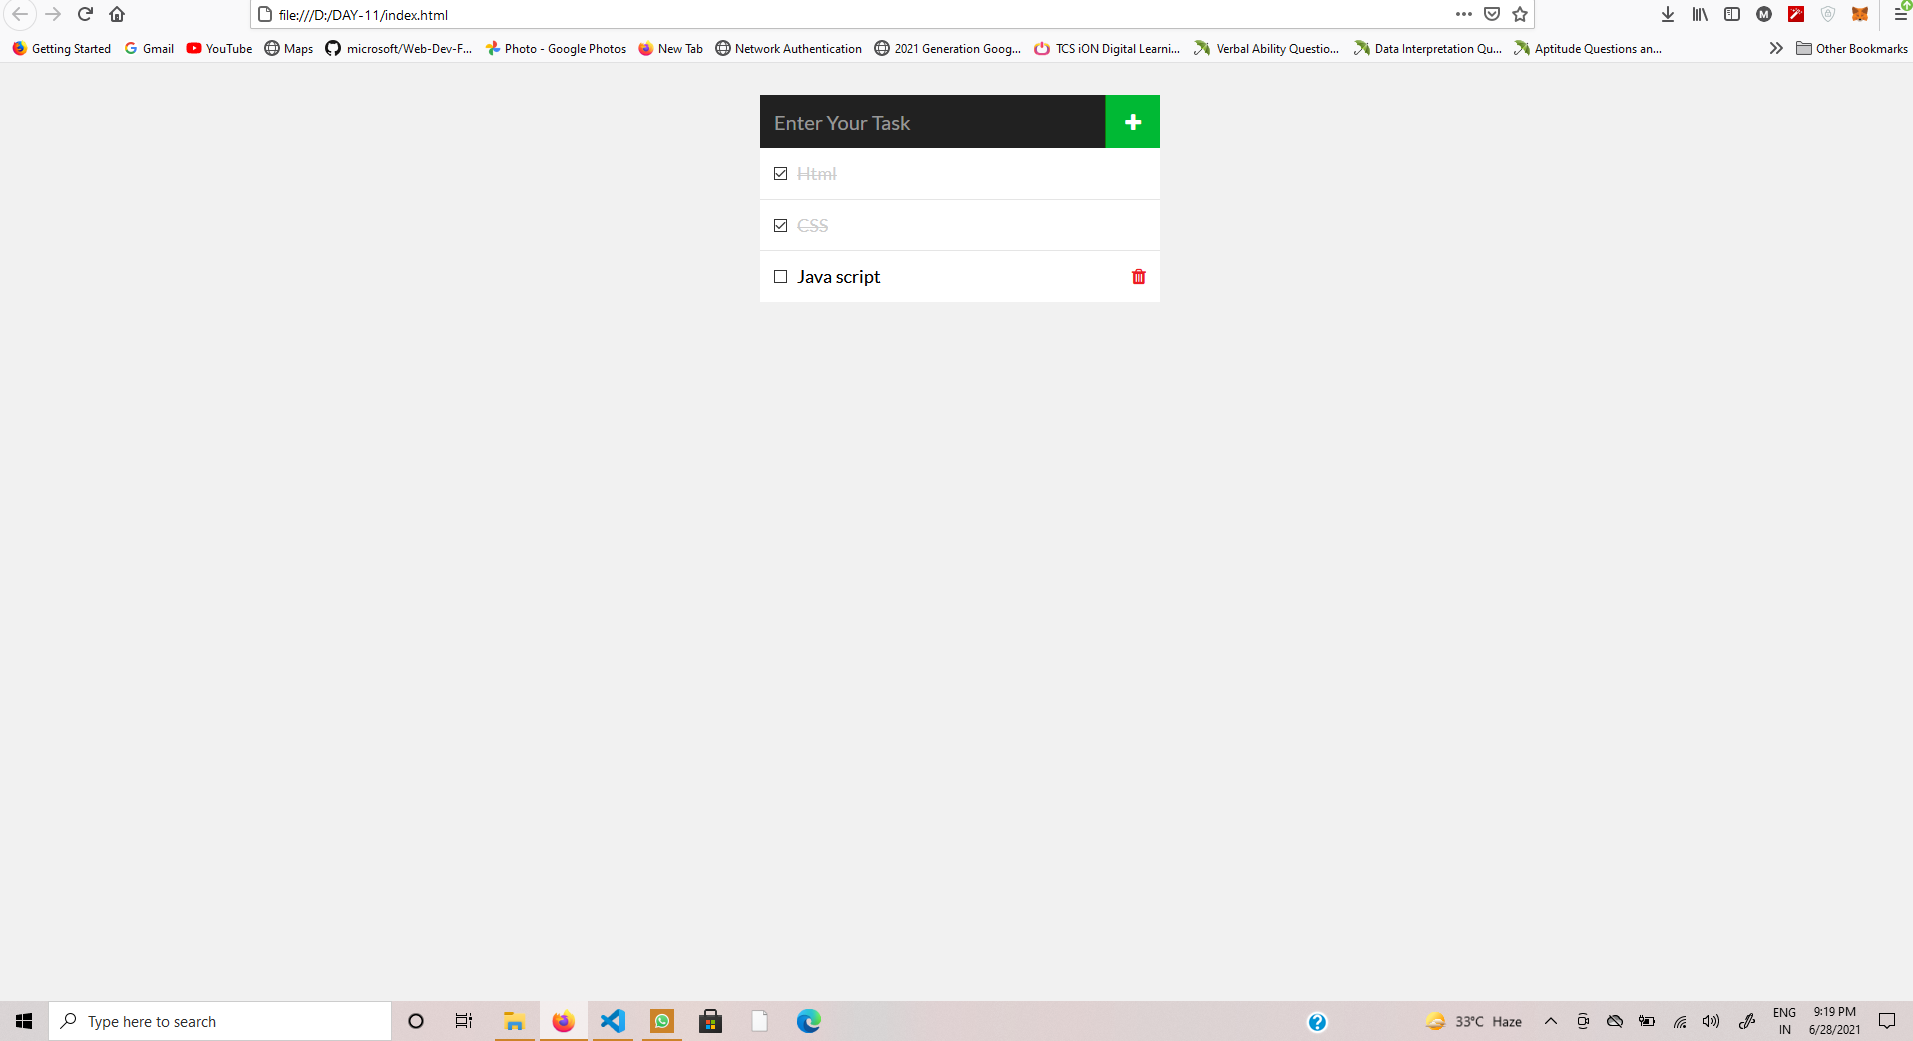 file:///D:/DAY-11/index.html
Getting Started Gmail YouTube Maps microsoft/Web-Dev-F... Photo - Google Photos New Tab Network Authentication 2021 Generation Goog... TCS iON Digital Learni... Verbal Ability Questio... Data Interpretation Qu... Aptitude Questions an... Other Bookmarks
Enter Your Task
Html
CSS
Java script
Type here to search
33°C Haze
ENG
IN
9:19 PM
6/28/2021